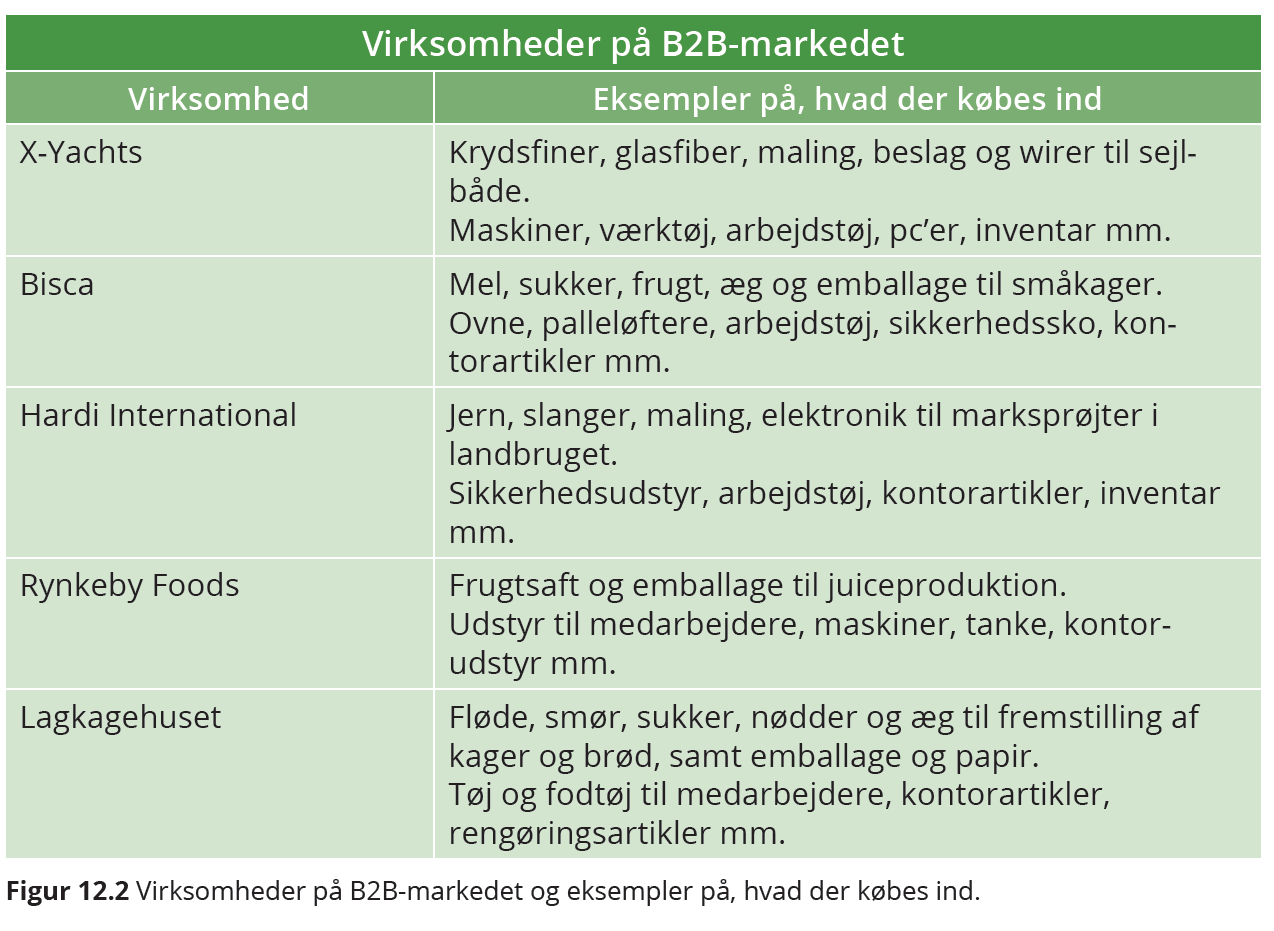 Virksomheder på B2B-markedet
Virksomhed
Eksempler på, hvad der købes ind
X-Yachts
Krydsfiner, glasfiber, maling, beslag og wirer til sejl-
både.
Maskiner, værktøj, arbejdstøj, pc’er, inventar mm.
Bisca
Mel, sukker, frugt, æg og emballage til småkager.
Ovne, palleløftere, arbejdstøj, sikkerhedssko, kon-
torartikler mm.
Hardi International
Jern, slanger, maling, elektronik til marksprøjter i
landbruget.
Sikkerhedsudstyr, arbejdstøj, kontorartikler, inventar
mm.
Rynkeby Foods
Frugtsaft og emballage til juiceproduktion.
Udstyr til medarbejdere, maskiner, tanke, kontor-
udstyr mm.
Lagkagehuset
Fløde, smør, sukker, nødder og æg til fremstilling af
kager og brød, samt emballage og papir.
Tøj og fodtøj til medarbejdere, kontorartikler,
rengøringsartikler mm.
Figur 12.2 Virksomheder på B2B-markedet og eksempler på, hvad der købes ind.